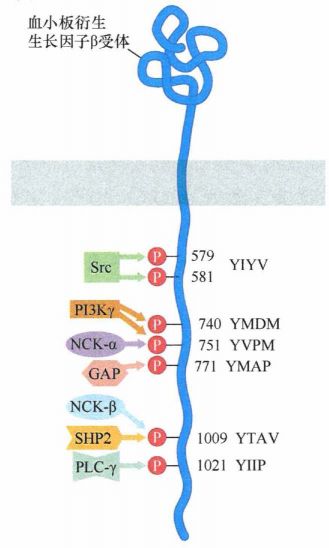 血小板衍生
生长因子β受体
Src
P
579
P
581
YIYV
PI3Kγ
P
740 YMDM
NCK-α
P
751 YVPM
GAP
P
771 YMAP
NCK-β
SHP2
P
1009 YTAV
PLC-γ
P
1021 YIIP